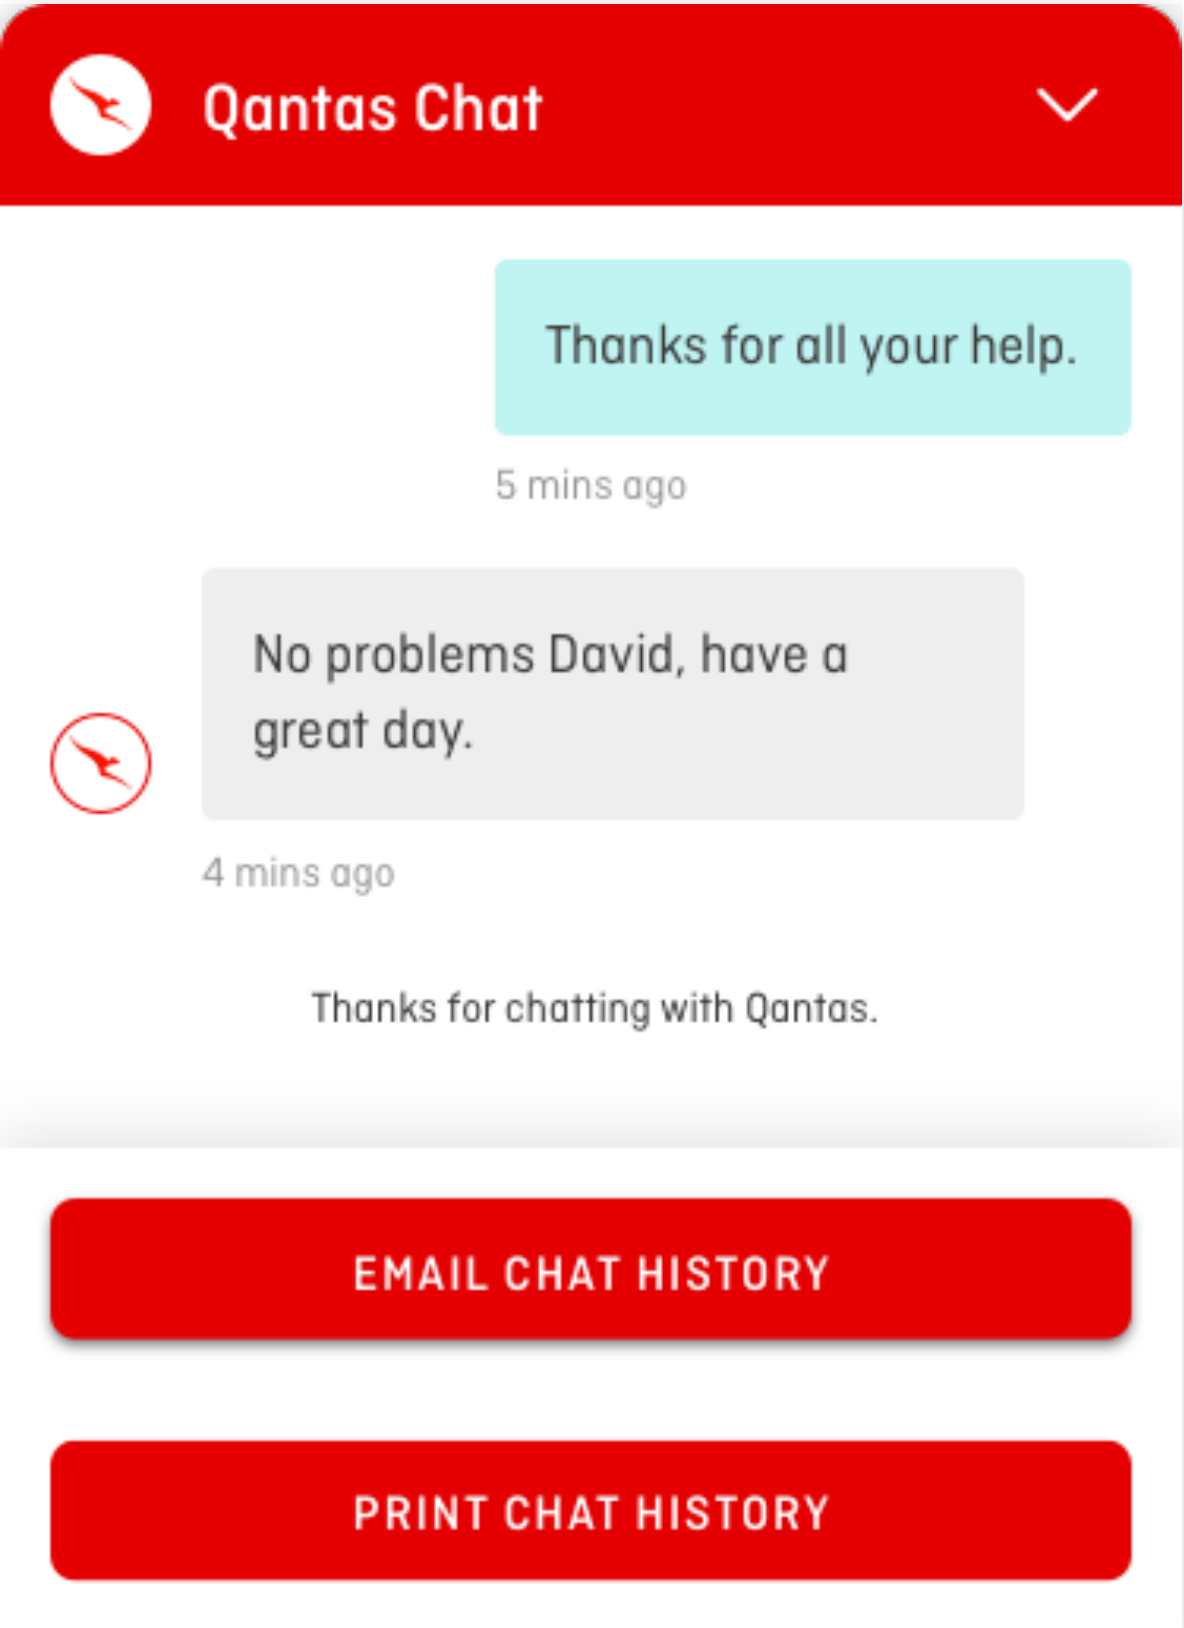 Qantas Chat
Thanks for all your help.
5 mins ago
No problems David, have a
great day.
4 mins ago
Thanks for chatting with Qantas.
EMAIL CHAT HISTORY
PRINT CHAT HISTORY